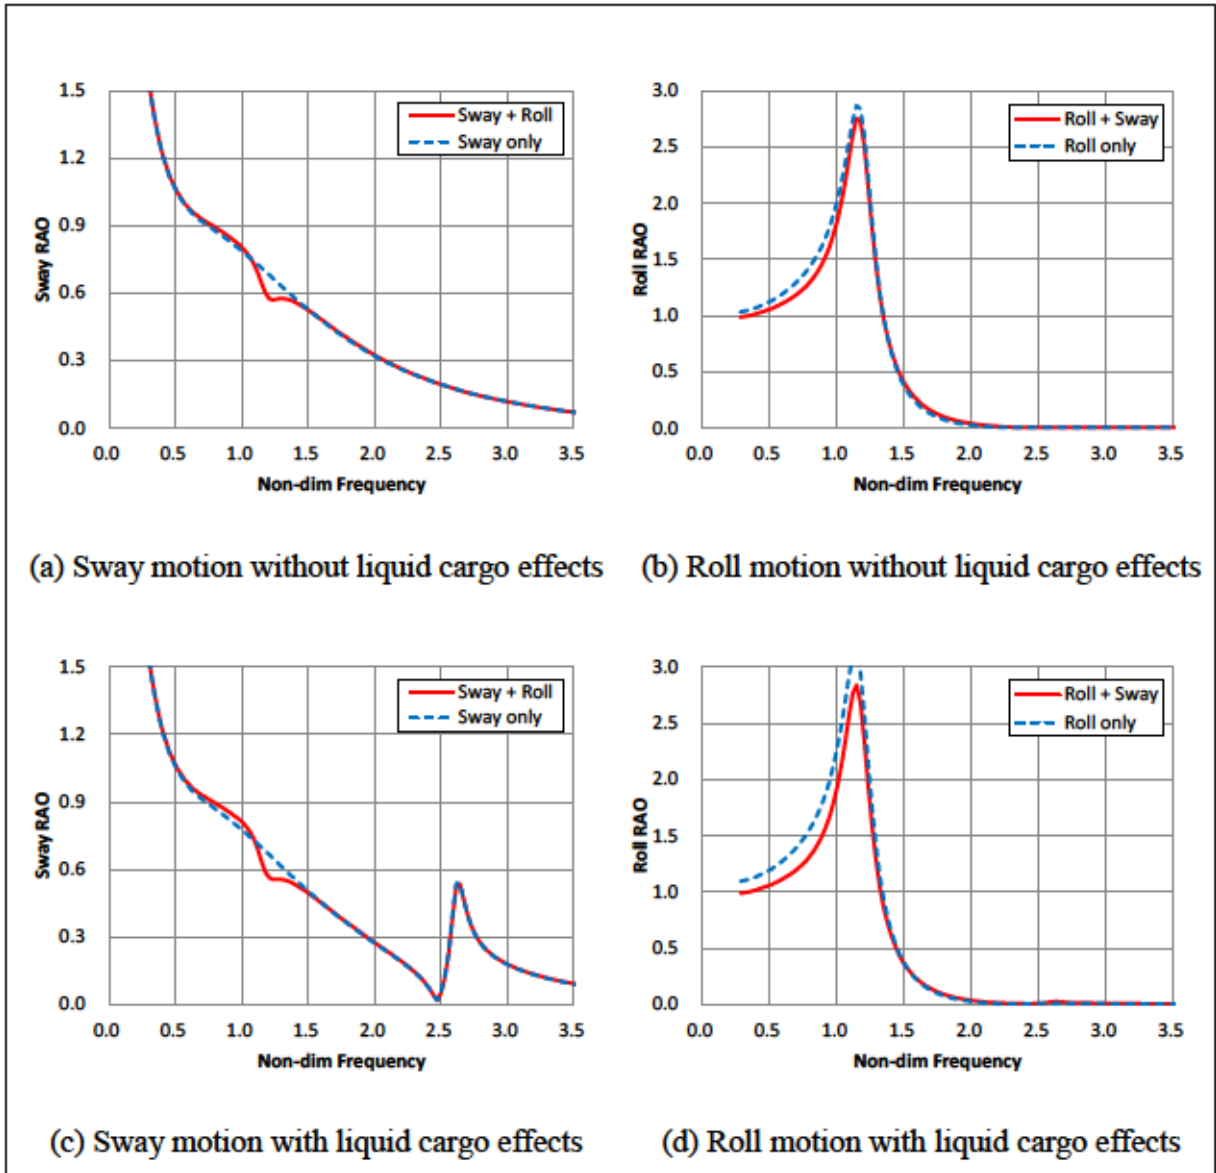 1.5
1.2
0.9
0.6
0.3
0.0
Sway RAO
Sway + Roll
Sway only
0.0 0.5 1.0 1.5 2.0 2.5 3.0 3.5
Non-dim Frequency
(a) Sway motion without liquid cargo effects
3.0
2.5
2.0
1.5
1.0
0.5
0.0
Roll RAO
Roll + Sway
Roll only
0.0 0.5 1.0 1.5 2.0 2.5 3.0 3.5
Non-dim Frequency
(b) Roll motion without liquid cargo effects
1.5
1.2
0.9
0.6
0.3
0.0
Sway RAO
Sway + Roll
Sway only
0.0 0.5 1.0 1.5 2.0 2.5 3.0 3.5
Non-dim Frequency
(c) Sway motion with liquid cargo effects
3.0
2.5
2.0
1.5
1.0
0.5
0.0
Roll RAO
Roll + Sway
Roll only
0.0 0.5 1.0 1.5 2.0 2.5 3.0 3.5
Non-dim Frequency
(d) Roll motion with liquid cargo effects